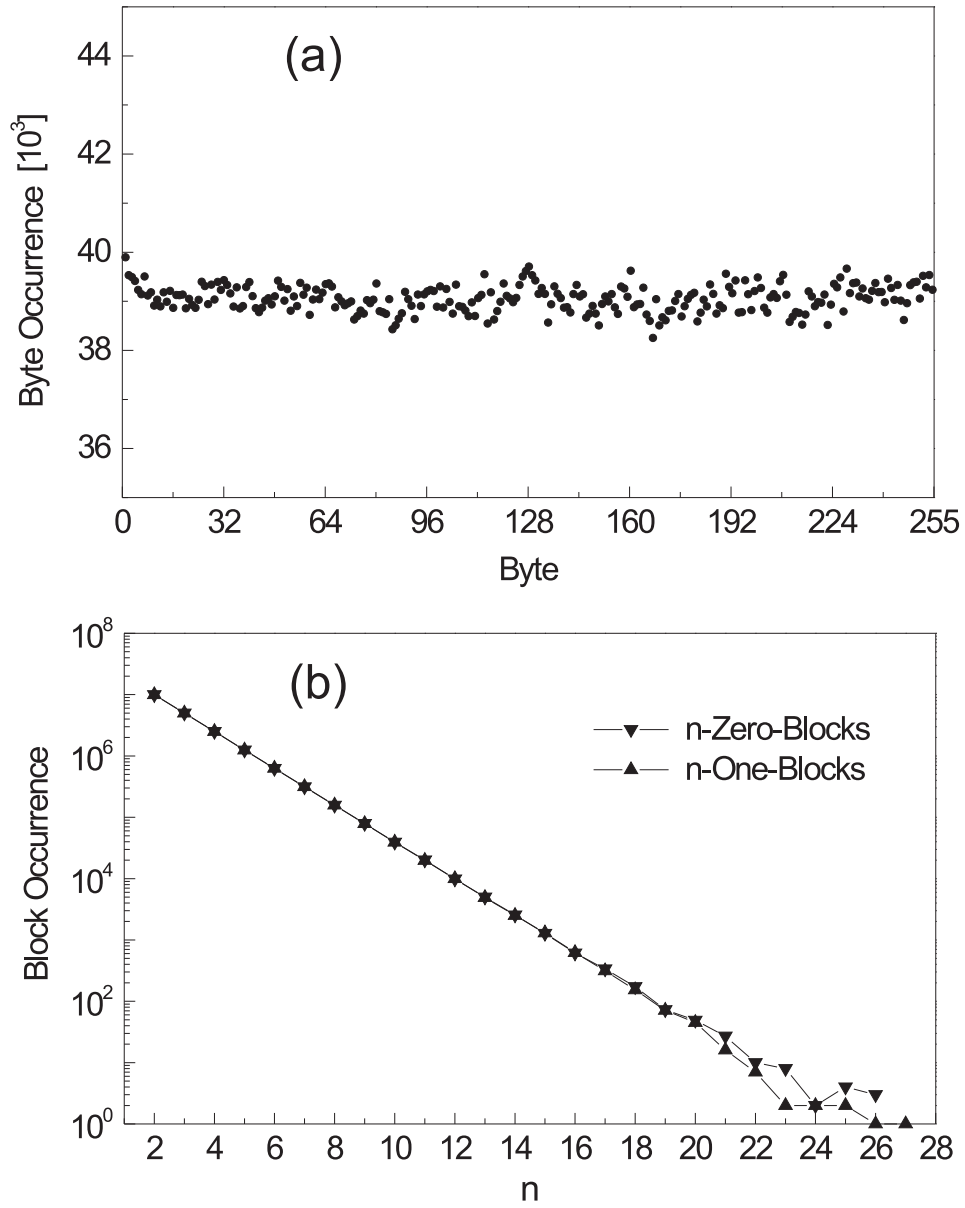 (a)
Byte Occurrence [10³]
44
42
40
38
36
0 32 64 96 128 160 192 224 255
Byte
(b)
Block Occurrence
10⁸
10⁶
10⁴
10²
10⁰
n-Zero-Blocks
n-One-Blocks
2 4 6 8 10 12 14 16 18 20 22 24 26 28
n